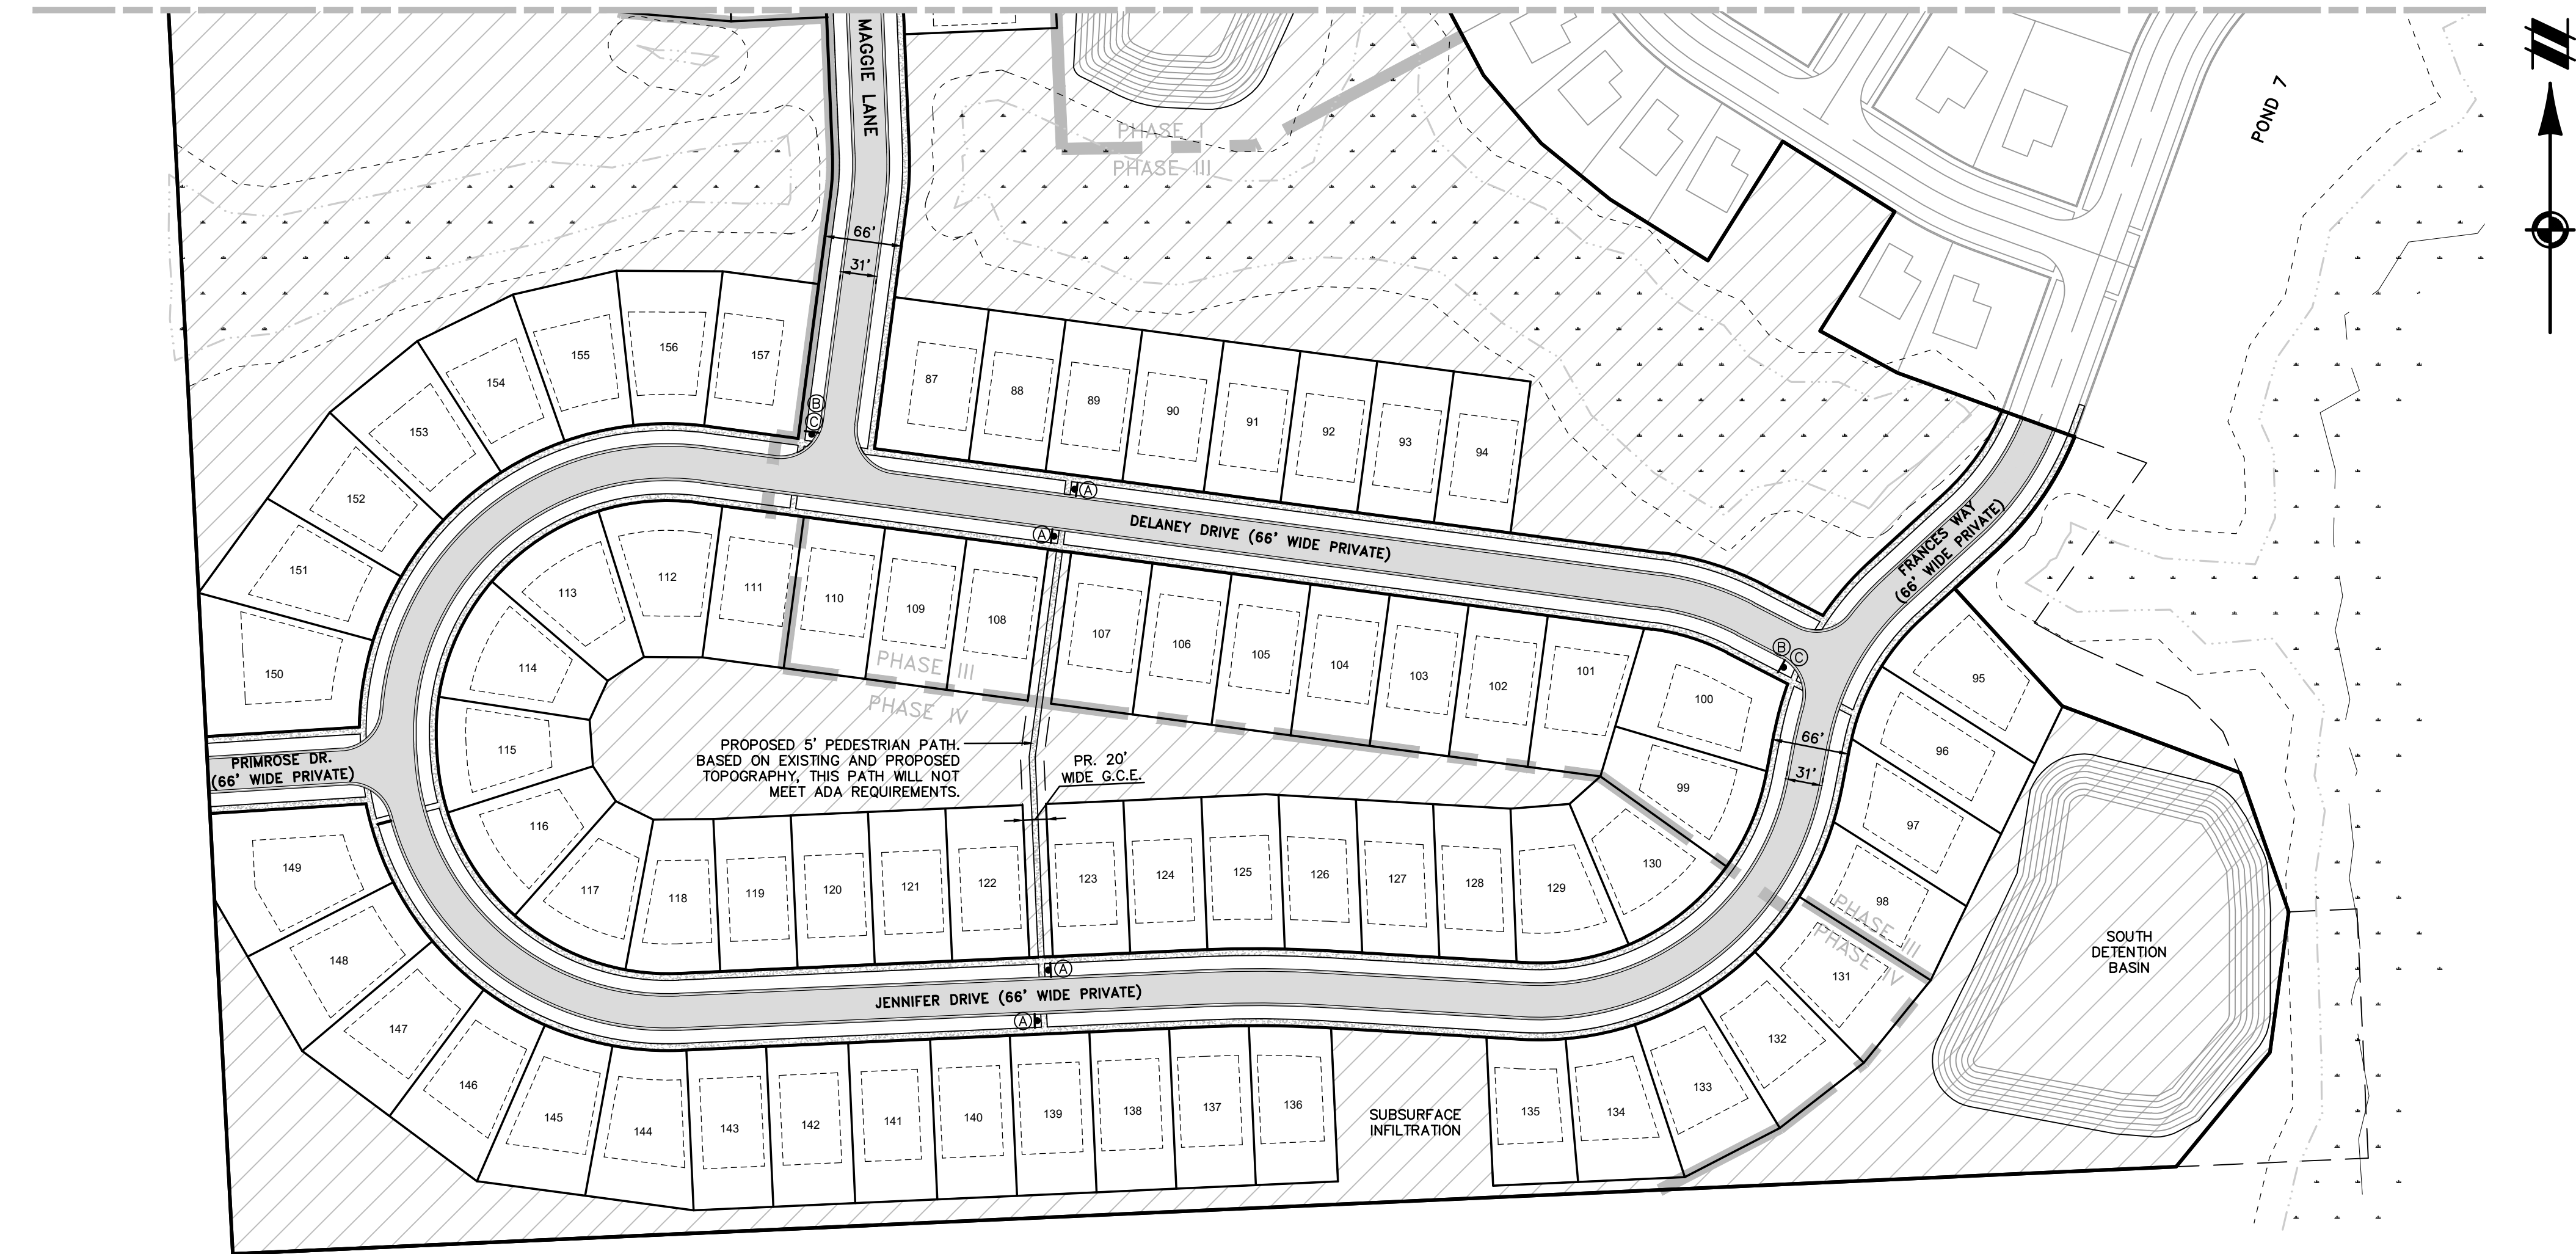 MAGGIE LANE
POND 7
PHASE I
PHASE III
66'
31'
157
156
155
154
153
152
151
150
B
C
87
88
89
90
91
92
93
94
A
A
DELANEY DRIVE (66' WIDE PRIVATE)
FRANCES WAY
(66' WIDE PRIVATE)
113
112
111
110
109
108
107
106
105
104
103
102
101
100
99
B
C
95
96
97
98
114
115
116
117
PHASE III
PHASE IV
PROPOSED 5' PEDESTRIAN PATH.
BASED ON EXISTING AND PROPOSED
TOPOGRAPHY, THIS PATH WILL NOT
MEET ADA REQUIREMENTS.
PR. 20'
WIDE G.C.E.
66'
31'
PRIMROSE DR.
(66' WIDE PRIVATE)
118
119
120
121
122
123
124
125
126
127
128
129
130
PHASE III
PHASE IV
SOUTH
DETENTION
BASIN
A
JENNIFER DRIVE (66' WIDE PRIVATE)
A
149
148
147
146
145
144
143
142
141
140
139
138
137
136
SUBSURFACE
INFILTRATION
135
134
133
132
131